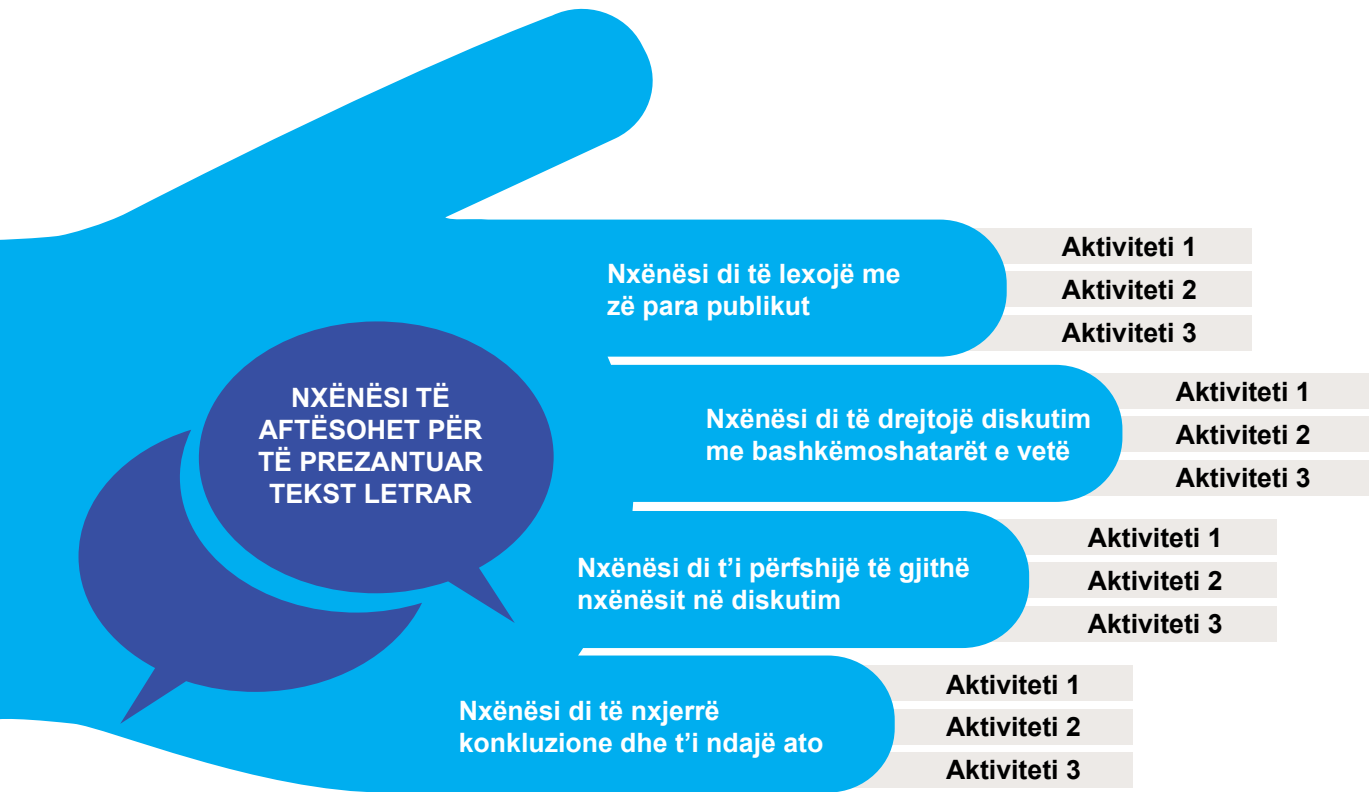 NXËNËSI TË
AFTËSOHET PËR
TË PREZANTUAR
TEKST LETRAR
Nxënësi di të lexojë me
zë para publikut
Aktiviteti 1
Aktiviteti 2
Aktiviteti 3
Nxënësi di të drejtojë diskutim
me bashkëmoshatarët e vetë
Aktiviteti 1
Aktiviteti 2
Aktiviteti 3
Nxënësi di t’i përfshijë të gjithë
nxënësit në diskutim
Aktiviteti 1
Aktiviteti 2
Aktiviteti 3
Nxënësi di të nxjerrë
konkluzione dhe t’i ndajë ato
Aktiviteti 1
Aktiviteti 2
Aktiviteti 3